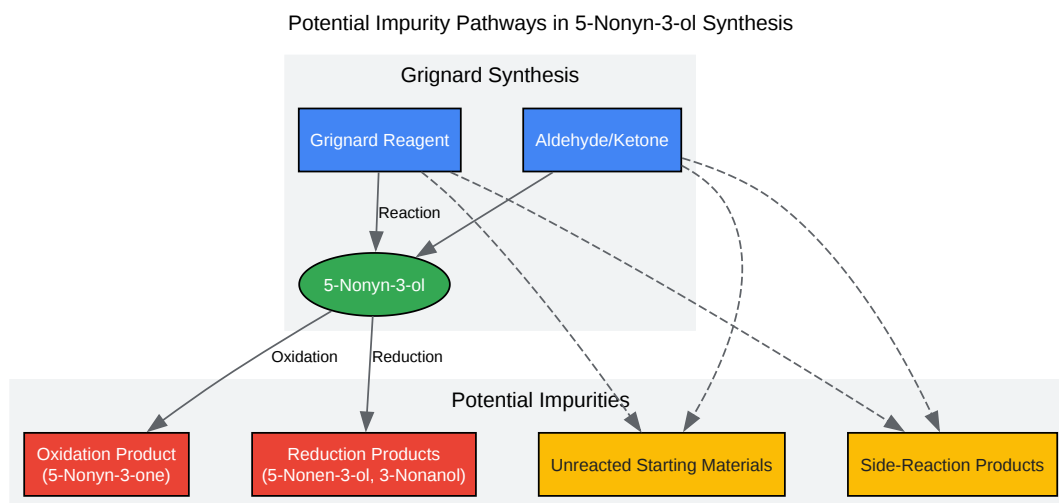 Potential Impurity Pathways in 5-Nonyn-3-ol Synthesis
Grignard Synthesis
Grignard Reagent
Aldehyde/Ketone
Reaction
5-Nonyn-3-ol
Oxidation
Reduction
Potential Impurities
Oxidation Product
(5-Nonyn-3-one)
Reduction Products
(5-Nonen-3-ol, 3-Nonanol)
Unreacted Starting Materials
Side-Reaction Products